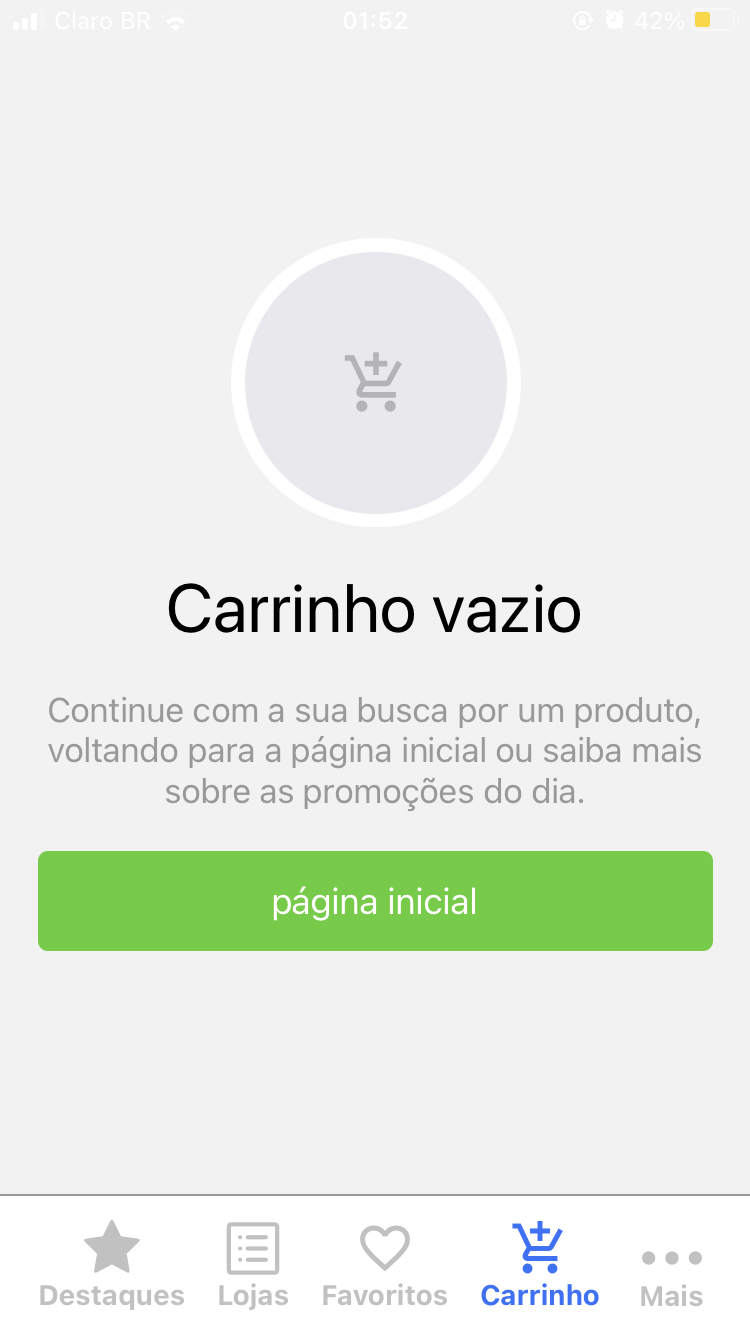 Claro BR 01:52 42%
Carrinho vazio
Continue com a sua busca por um produto,
voltando para a página inicial ou saiba mais
sobre as promoções do dia.
página inicial
Destaques Lojas Favoritos Carrinho Mais